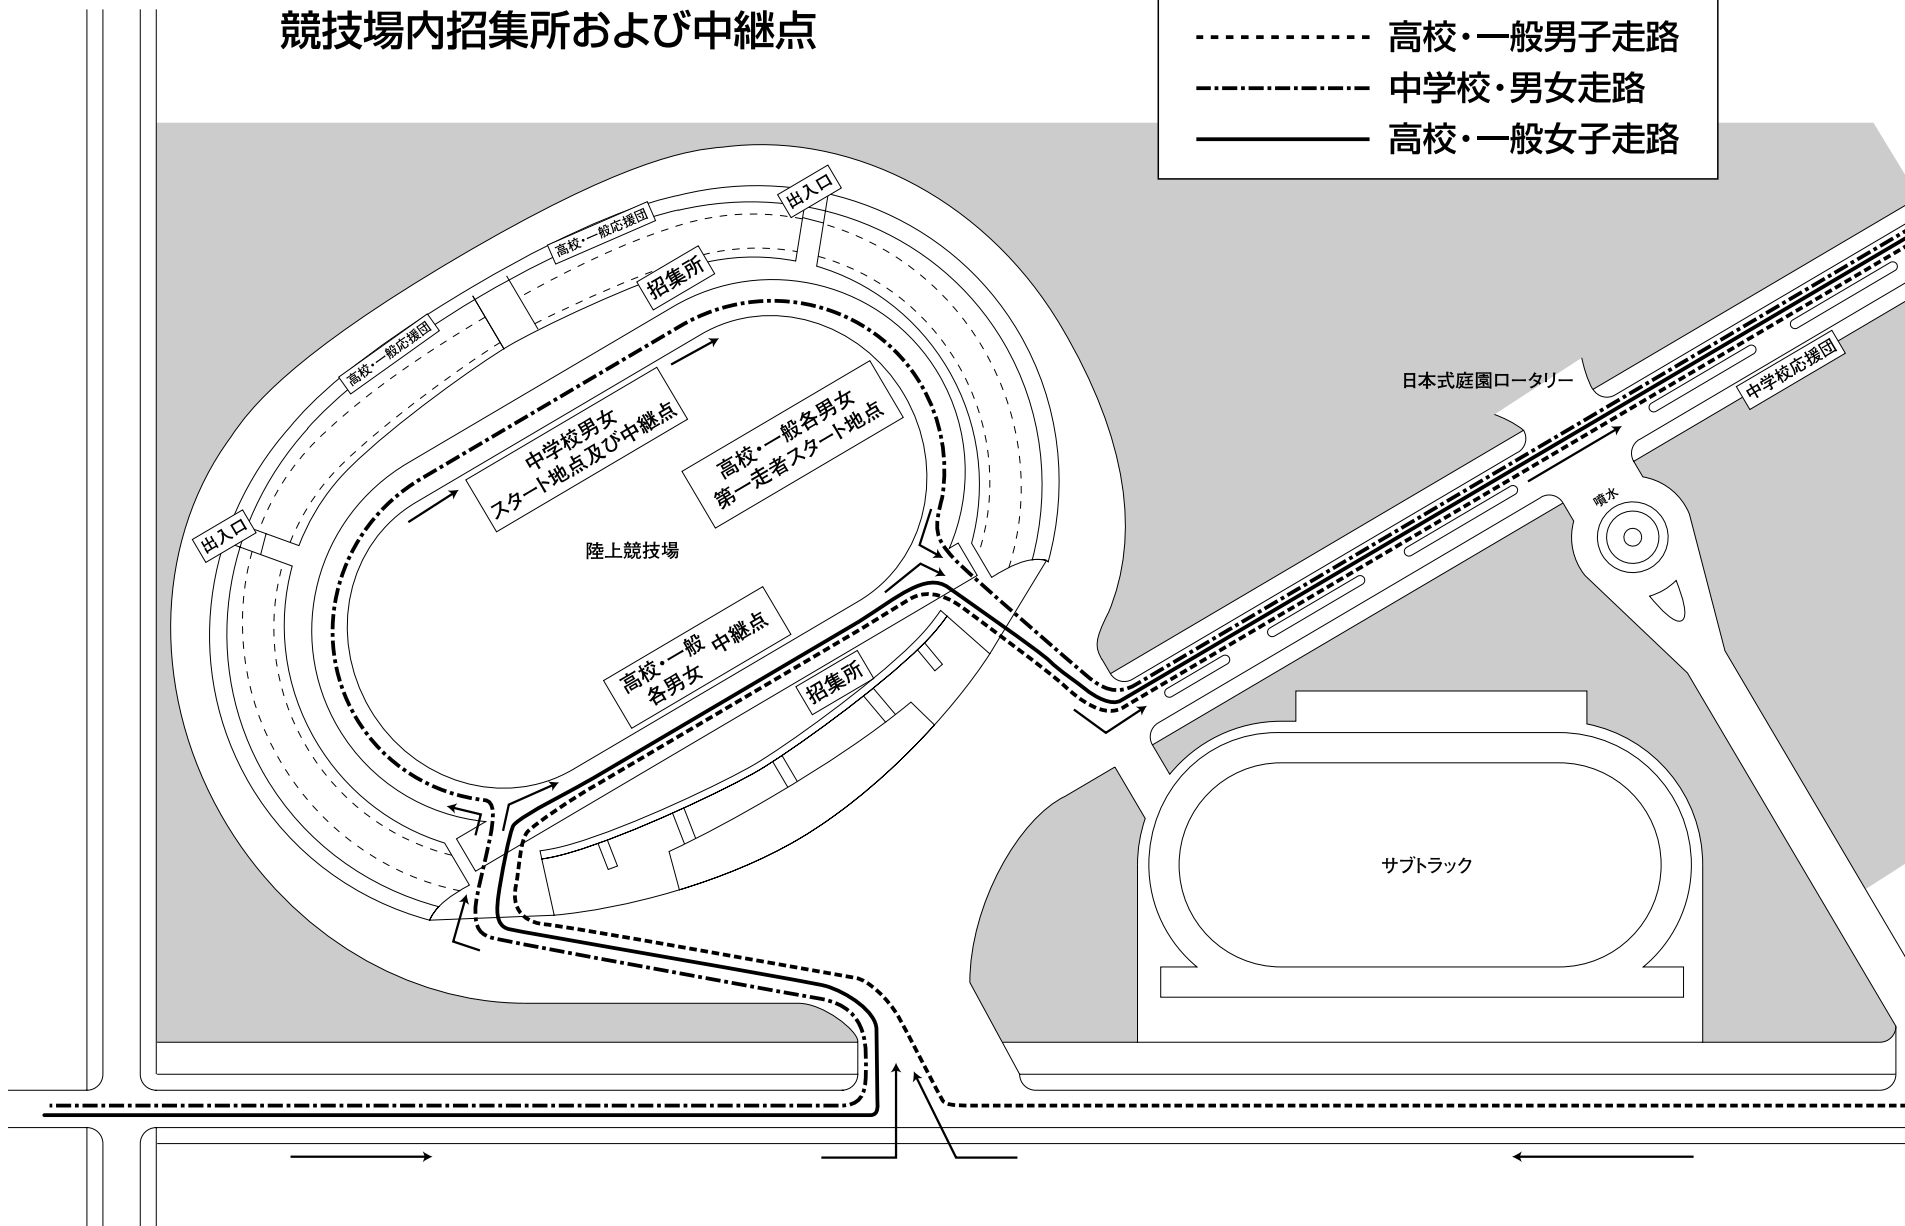 競技場内招集所および中継点
高校・一般男子走路
中学校・男女走路
高校・一般女子走路
出入口
高校・一般応援団
招集所
高校・一般応援団
中学校男女
スタート地点及び中継点
高校・一般各男女
第一走者スタート地点
日本式庭園ロータリー
中学校応援団
噴水
出入口
陸上競技場
高校・一般
各男女
中継点
招集所
サブトラック